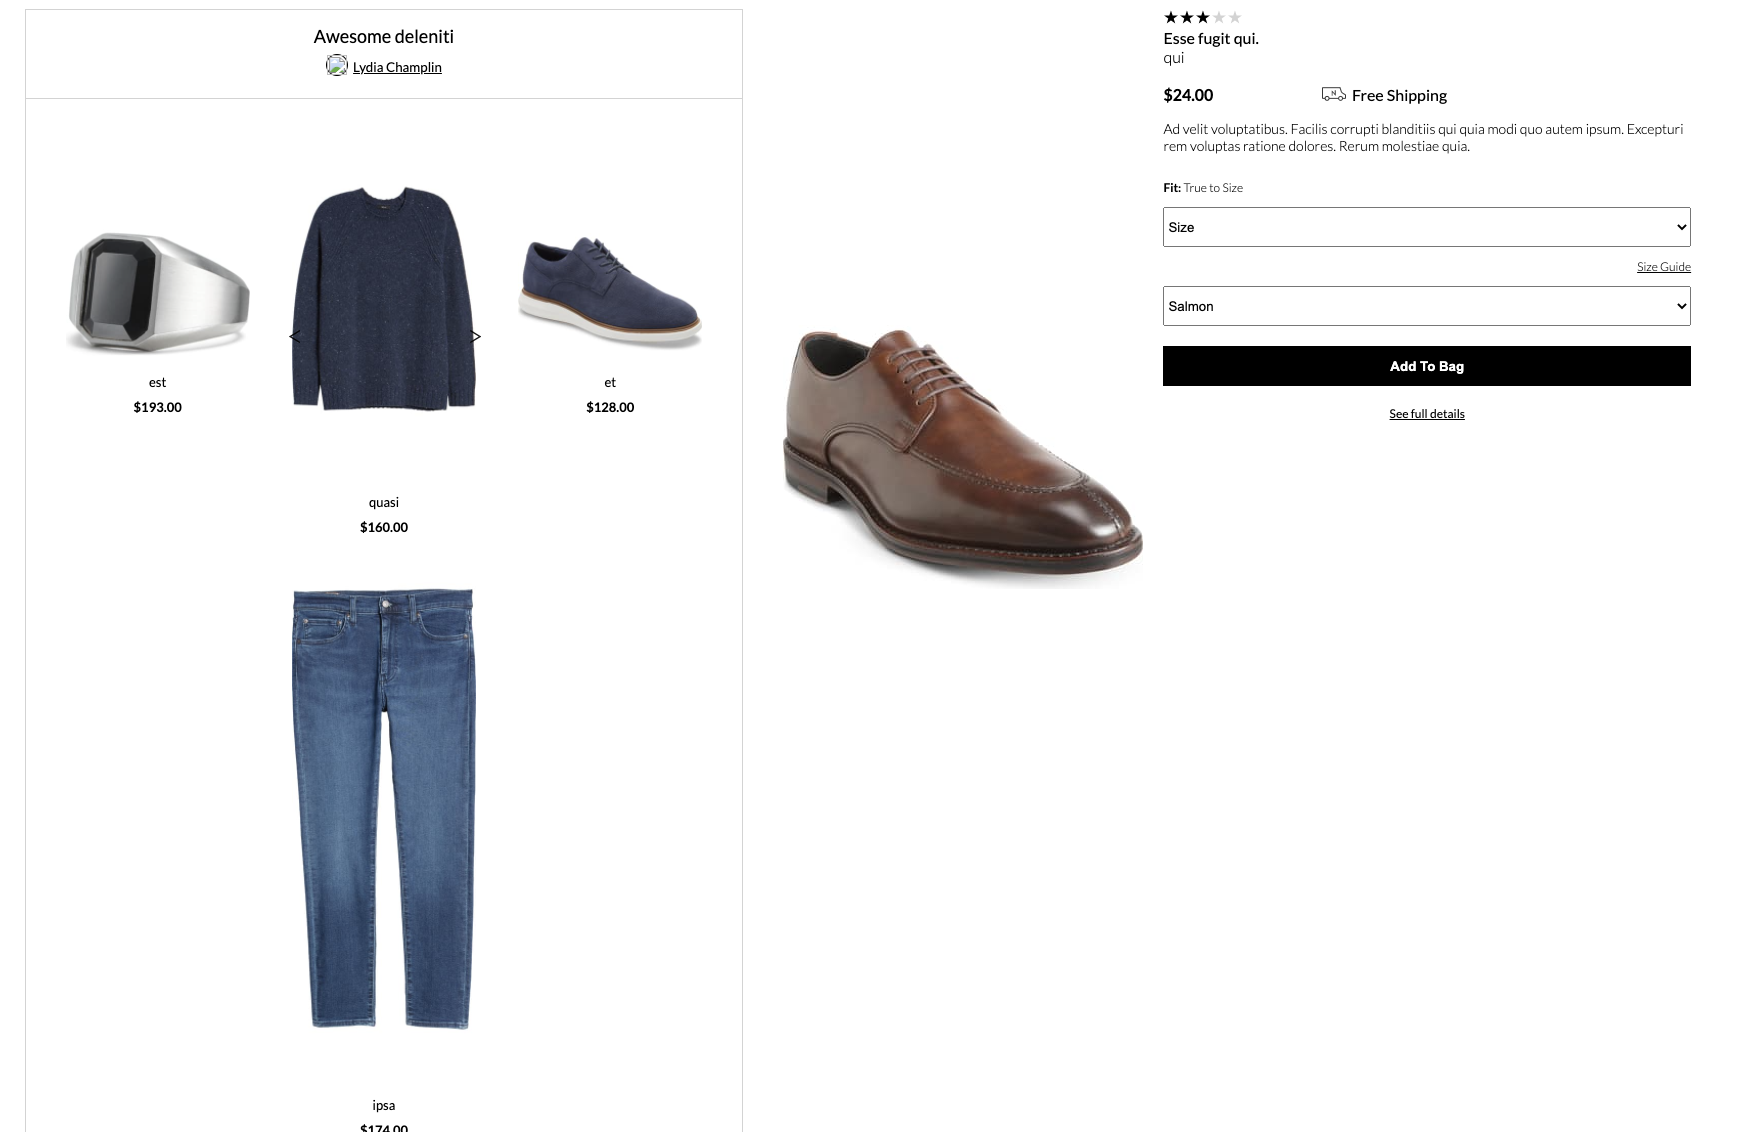 Awesome deleniti
Lydia Champlin
<
>
est
$193.00
et
$128.00
quasi
$160.00
ipsa
$174.00
★★★★★
Esse fugit qui.
qui
$24.00
N Free Shipping
Ad velit voluptatibus. Facilis corrupti blanditiis qui quia modi quo autem ipsum. Excepturi
rem voluptas ratione dolores. Rerum molestiae quia.
Fit: True to Size
Size
Size Guide
Salmon
Add To Bag
See full details